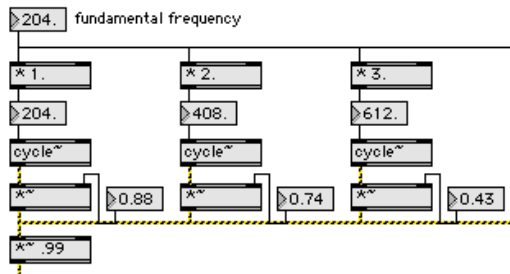 204. fundamental frequency
* 1. * 2. * 3.
204. 408. 612.
cycle~ cycle~ cycle~
*~ 0.88 *~ 0.74 *~ 0.43
*~ .99